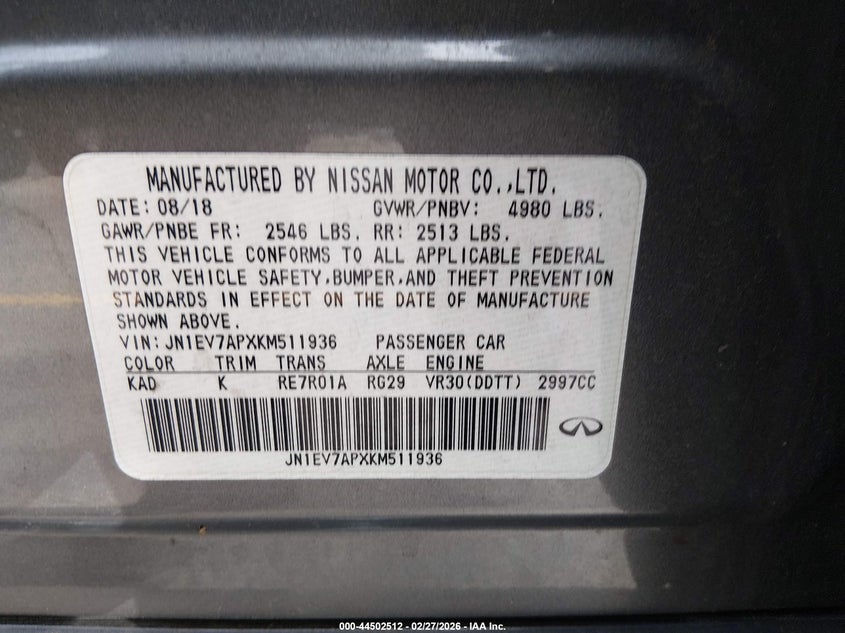 MANUFACTURED BY NISSAN MOTOR CO.,LTD.
DATE: 08/18 GVWR/PNBV: 4980 LBS.
GAWR/PNBE FR: 2546 LBS. RR: 2513 LBS.
THIS VEHICLE CONFORMS TO ALL APPLICABLE FEDERAL
MOTOR VEHICLE SAFETY,BUMPER,AND THEFT PREVENTION
STANDARDS IN EFFECT ON THE DATE OF MANUFACTURE
SHOWN ABOVE.
VIN: JN1EV7APXKM511936 PASSENGER CAR
COLOR TRIM TRANS AXLE ENGINE
KAD K RE7R01A RG29 VR30(DDTT) 2997CC
JN1EV7APXKM511936
000-44502512 - 02/27/2026 - IAA Inc.